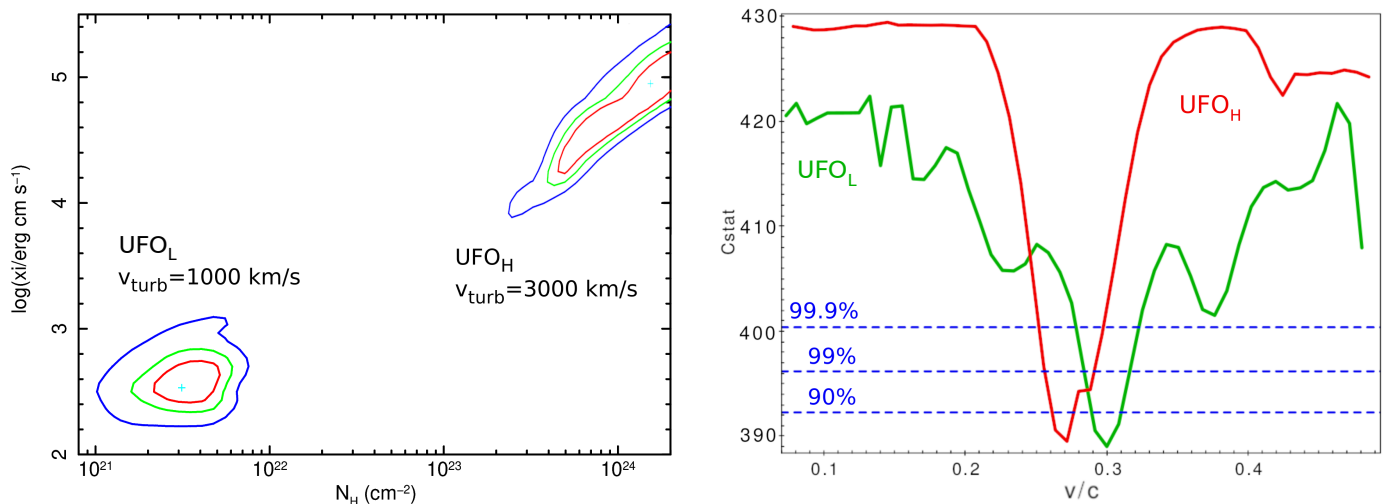 5
4
3
2
log(xi/erg cm s⁻¹)
UFO_L
v_turb=1000 km/s
UFO_H
v_turb=3000 km/s
10²¹
10²²
10²³
10²⁴
N_H (cm⁻²)
430
420
410
400
390
Cstat
UFO_H
UFO_L
99.9%
99%
90%
0.1
0.2
0.3
0.4
v/c